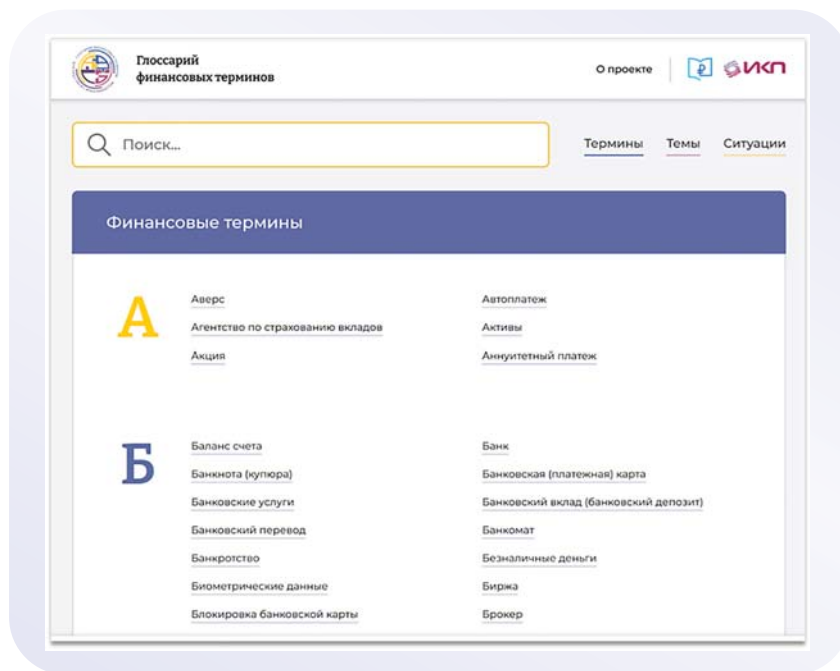 Глоссарий
финансовых терминов
О проекте
ИКП
Поиск...
Термины Темы Ситуации
Финансовые термины
А
Аверс
Автоплатеж
Агентство по страхованию вкладов
Активы
Акция
Аннуитетный платеж
Б
Баланс счета
Банк
Банкнота (купюра)
Банковская (платежная) карта
Банковские услуги
Банковский вклад (банковский депозит)
Банковский перевод
Банкомат
Банкротство
Безналичные деньги
Биометрические данные
Биржа
Блокировка банковской карты
Брокер